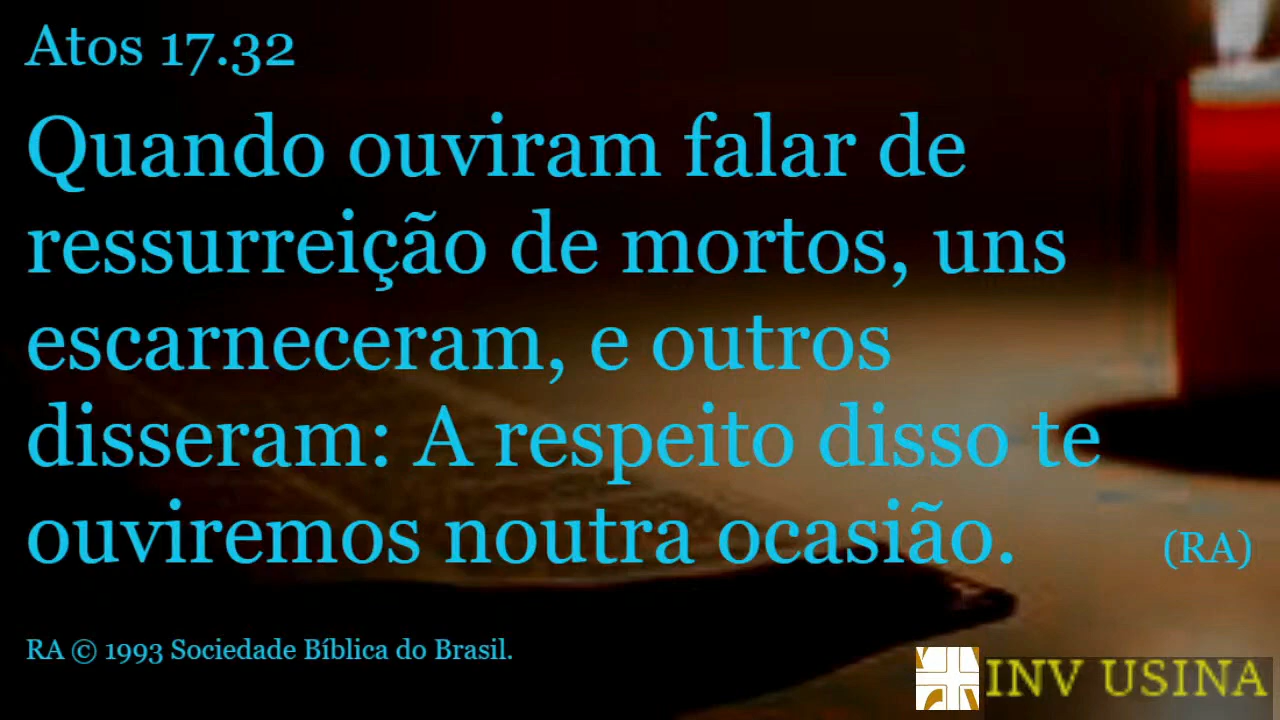 Atos 17.32
Quando ouviram falar de
ressurreição de mortos, uns
escarneceram, e outros
disseram: A respeito disso te
ouviremos noutra ocasião. (RA)
RA © 1993 Sociedade Bíblica do Brasil.
INV USINA